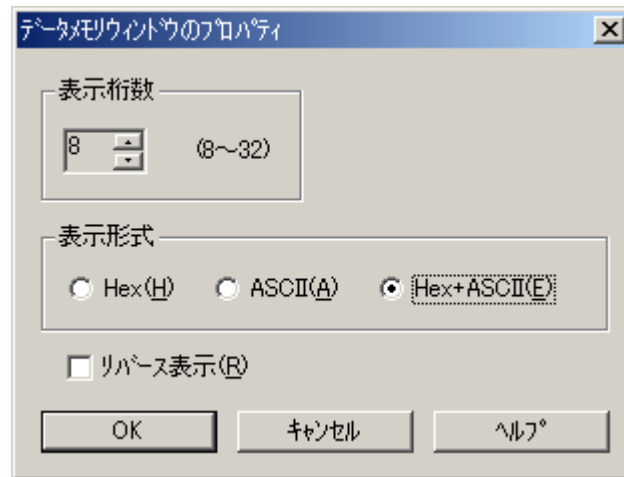 データメモリウィンドウのプロパティ
表示桁数
8 (8～32)
表示形式
Hex(H) ASCII(A) Hex+ASCII(E)
リバース表示(R)
OK キャンセル ヘルプ